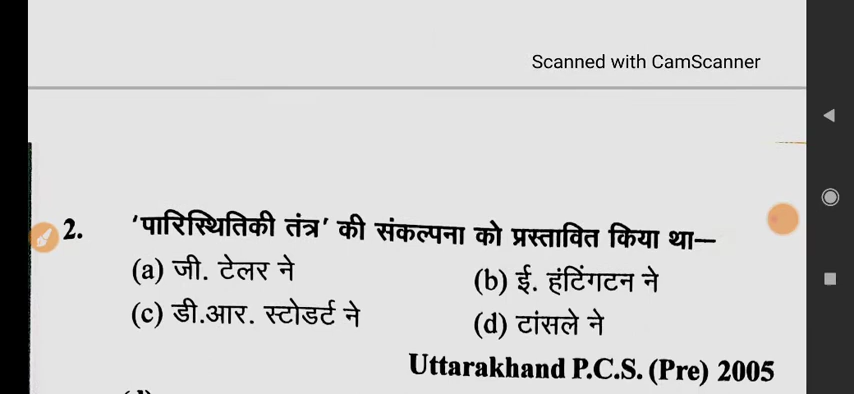 Scanned with CamScanner
2. 'पारिस्थितिकी तंत्र' की संकल्पना को प्रस्तावित किया था—
(a) जी. टेलर ने (b) ई. हंटिंगटन ने
(c) डी.आर. स्टोडर्ट ने (d) टांसले ने
Uttarakhand P.C.S. (Pre) 2005